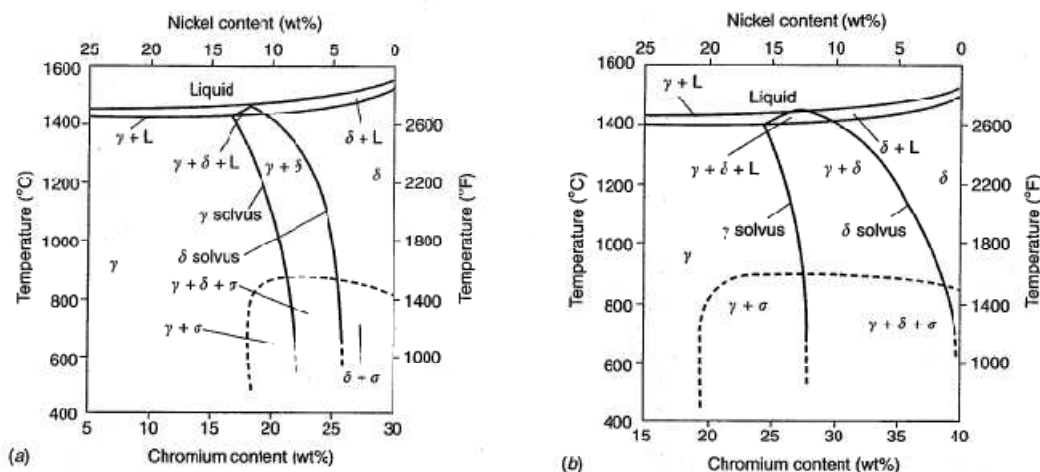 Nickel content (wt%)
25 20 15 10 5 0
1600
1400
1200
1000
800
600
400
Temperature (°C)
Liquid
γ + L
γ + δ + L
γ + δ
δ + L
δ
γ solvus
δ solvus
γ
γ + δ + σ
γ + σ
δ + σ
2600
2200
1800
1400
1000
Temperature (°F)
5 10 15 20 25 30
Chromium content (wt%)
(a)
Nickel content (wt%)
25 20 15 10 5 0
1600
1400
1200
1000
800
600
400
Temperature (°C)
γ + L
Liquid
δ + L
γ + δ + L
γ + δ
δ
γ solvus
δ solvus
γ
γ + σ
γ + δ + σ
2600
2200
1800
1400
1000
Temperature (°F)
15 20 25 30 35 40
Chromium content (wt%)
(b)